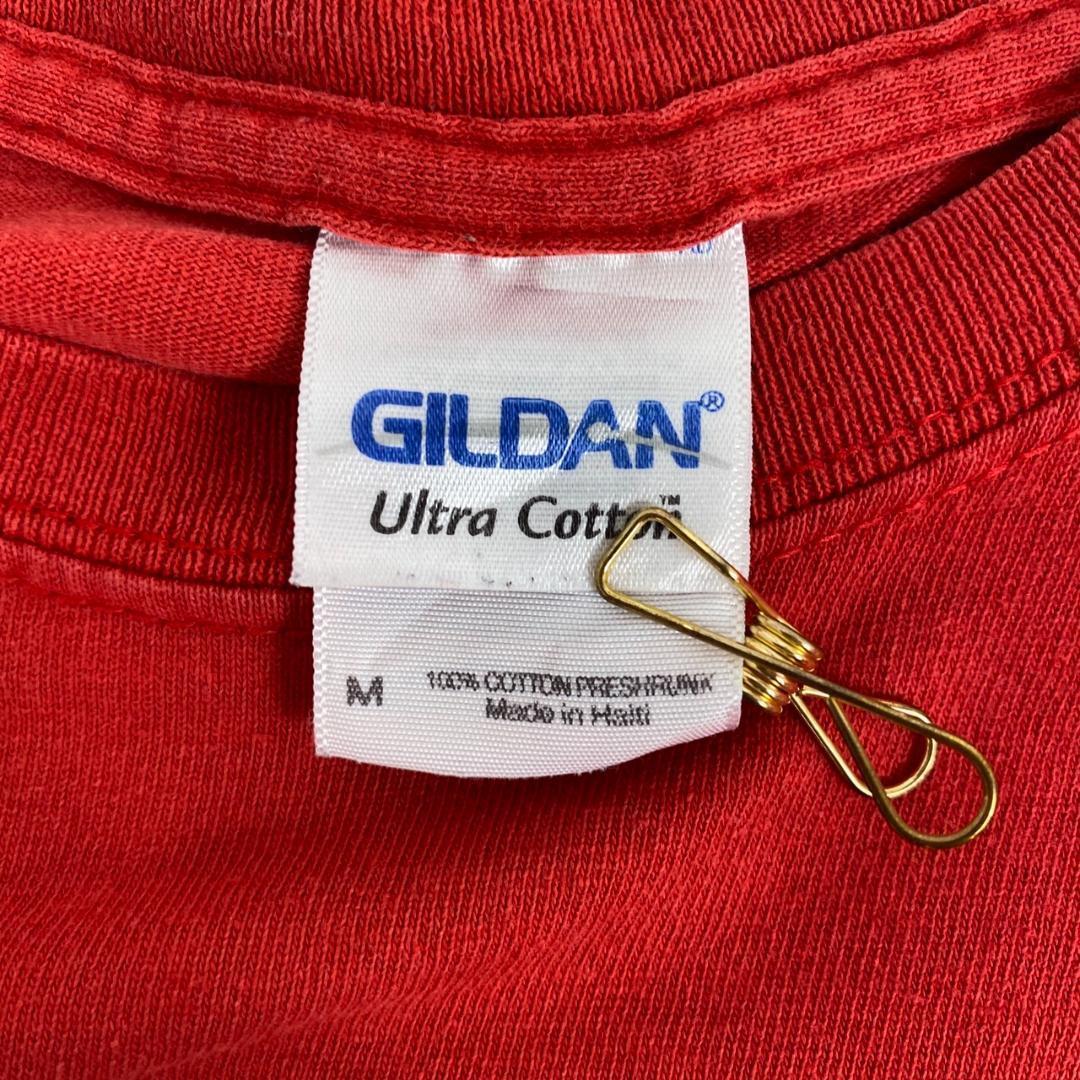 GILDAN®
Ultra Cotton™
M 100% COTTON PRESHRUNK
Made in Haiti